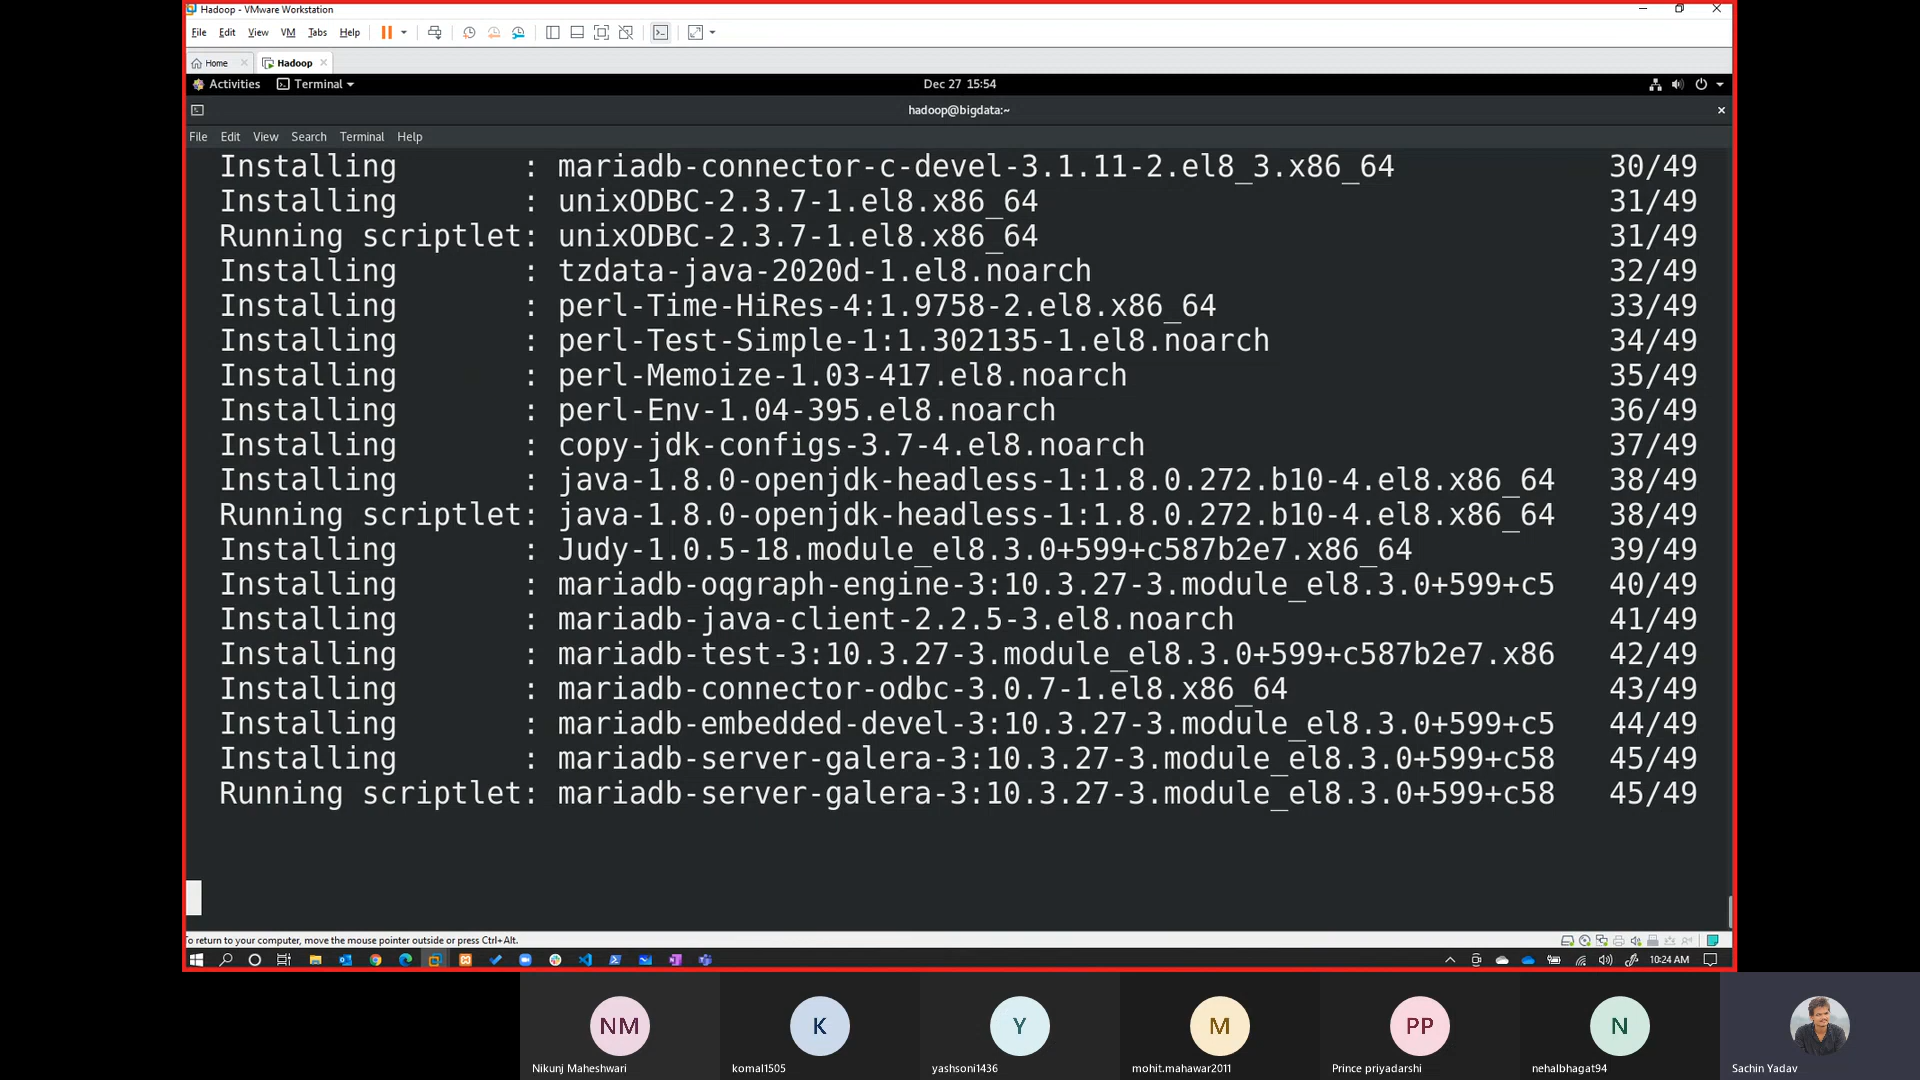 Hadoop - VMware Workstation
File Edit View VM Tabs Help
Home Hadoop
Activities Terminal Dec 27 15:54
hadoop@bigdata:~
File Edit View Search Terminal Help
Installing : mariadb-connector-c-devel-3.1.11-2.el8_3.x86_64 30/49
Installing : unixODBC-2.3.7-1.el8.x86_64 31/49
Running scriptlet: unixODBC-2.3.7-1.el8.x86_64 31/49
Installing : tzdata-java-2020d-1.el8.noarch 32/49
Installing : perl-Time-HiRes-4:1.9758-2.el8.x86_64 33/49
Installing : perl-Test-Simple-1:1.302135-1.el8.noarch 34/49
Installing : perl-Memoize-1.03-417.el8.noarch 35/49
Installing : perl-Env-1.04-395.el8.noarch 36/49
Installing : copy-jdk-configs-3.7-4.el8.noarch 37/49
Installing : java-1.8.0-openjdk-headless-1:1.8.0.272.b10-4.el8.x86_64 38/49
Running scriptlet: java-1.8.0-openjdk-headless-1:1.8.0.272.b10-4.el8.x86_64 38/49
Installing : Judy-1.0.5-18.module_el8.3.0+599+c587b2e7.x86_64 39/49
Installing : mariadb-oqgraph-engine-3:10.3.27-3.module_el8.3.0+599+c5 40/49
Installing : mariadb-java-client-2.2.5-3.el8.noarch 41/49
Installing : mariadb-test-3:10.3.27-3.module_el8.3.0+599+c587b2e7.x86 42/49
Installing : mariadb-connector-odbc-3.0.7-1.el8.x86_64 43/49
Installing : mariadb-embedded-devel-3:10.3.27-3.module_el8.3.0+599+c5 44/49
Installing : mariadb-server-galera-3:10.3.27-3.module_el8.3.0+599+c58 45/49
Running scriptlet: mariadb-server-galera-3:10.3.27-3.module_el8.3.0+599+c58 45/49
o return to your computer, move the mouse pointer outside or press Ctrl+Alt.
10:24 AM
NM K Y M PP N
Nikunj Maheshwari komal1505 yashsoni1436 mohit.mahawar2011 Prince priyadarshi nehalbhagat94 Sachin Yadav